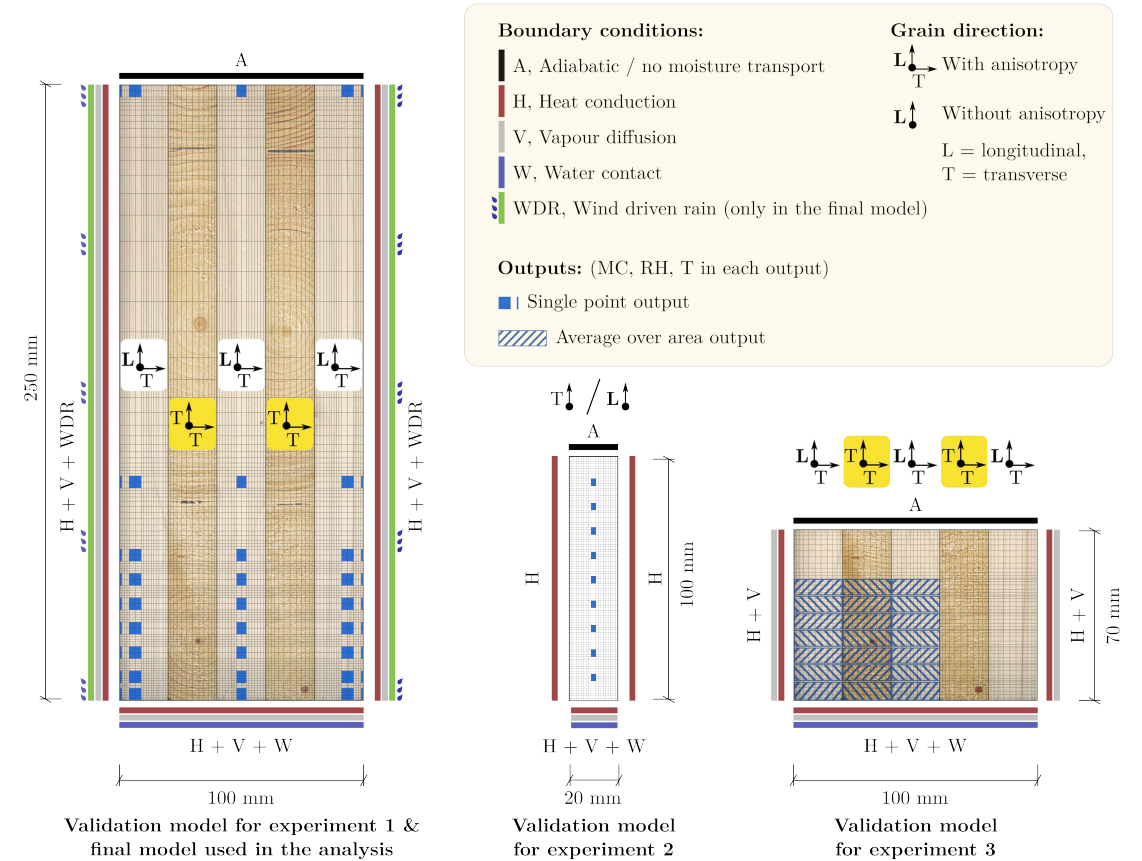 Boundary conditions:
A, Adiabatic / no moisture transport
H, Heat conduction
V, Vapour diffusion
W, Water contact
WDR, Wind driven rain (only in the final model)
Outputs: (MC, RH, T in each output)
Single point output
Average over area output
Grain direction:
L
T
With anisotropy
L
Without anisotropy
L = longitudinal,
T = transverse
A
250 mm
H + V + WDR
L
T
L
T
L
T
T
T
T
T
H + V + WDR
H + V + W
100 mm
Validation model for experiment 1 &
final model used in the analysis
T / L
A
H
H
100 mm
H + V + W
20 mm
Validation model
for experiment 2
L
T
T
T
L
T
T
T
L
T
A
H + V
H + V
70 mm
H + V + W
100 mm
Validation model
for experiment 3